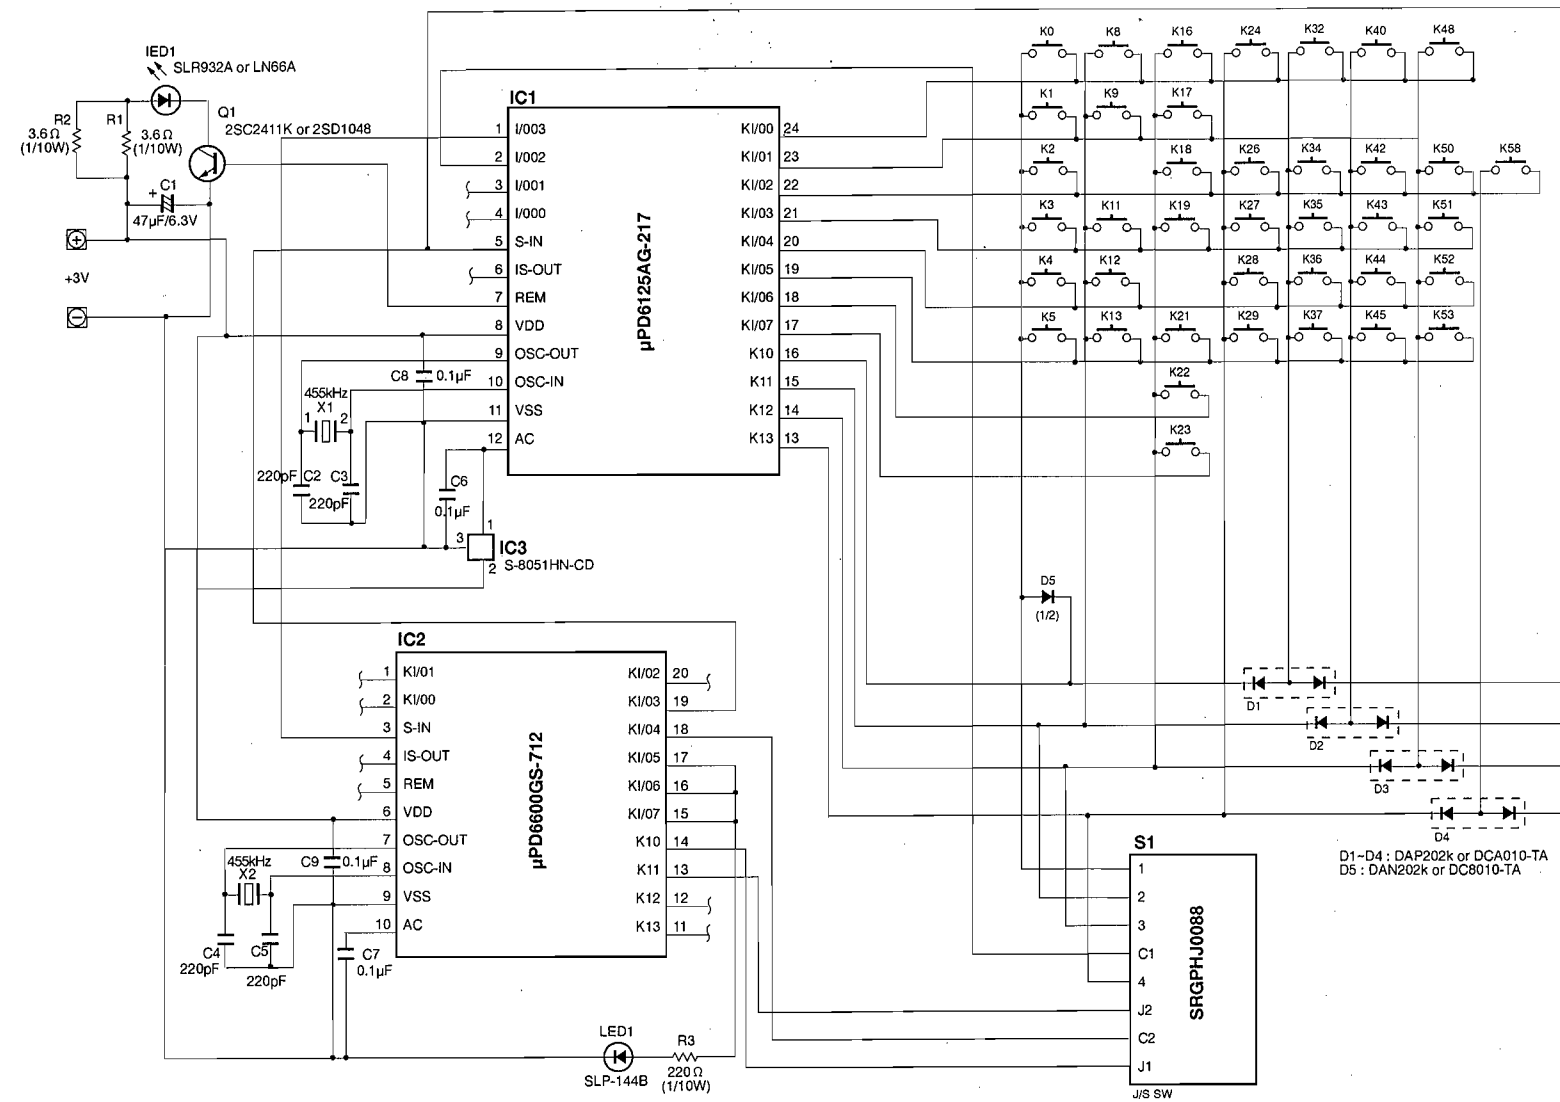 IED1
SLR932A or LN66A
R2
3.6Ω
(1/10W)
R1
3.6Ω
(1/10W)
Q1
2SC2411K or 2SD1048
+
C1
47µF/6.3V
+
+3V
−
IC1
µPD6125AG-217
1 I/003
2 I/002
3 I/001
4 I/000
5 S-IN
6 IS-OUT
7 REM
8 VDD
9 OSC-OUT
10 OSC-IN
11 VSS
12 AC
KI/00 24
KI/01 23
KI/02 22
KI/03 21
KI/04 20
KI/05 19
KI/06 18
KI/07 17
K10 16
K11 15
K12 14
K13 13
C8 0.1µF
455kHz
1 X1 2
220pF C2 C3
220pF
C6
0.1µF
1
3
2
IC3
S-8051HN-CD
K0 K8 K16 K24 K32 K40 K48
K1 K9 K17
K2 K18 K26 K34 K42 K50 K58
K3 K11 K19 K27 K35 K43 K51
K4 K12 K28 K36 K44 K52
K5 K13 K21 K29 K37 K45 K53
K22
K23
D5
(1/2)
D1
D2
D3
D4
D1~D4 : DAP202k or DCA010-TA
D5 : DAN202k or DC8010-TA
IC2
µPD6600GS-712
1 KI/01
2 KI/00
3 S-IN
4 IS-OUT
5 REM
6 VDD
7 OSC-OUT
8 OSC-IN
9 VSS
10 AC
KI/02 20
KI/03 19
KI/04 18
KI/05 17
KI/06 16
KI/07 15
K10 14
K11 13
K12 12
K13 11
C9 0.1µF
455kHz
X2
C4
220pF
C5
220pF
C7
0.1µF
LED1
SLP-144B
R3
220Ω
(1/10W)
S1
SRGPHJ0088
1
2
3
C1
4
J2
C2
J1
J/S SW